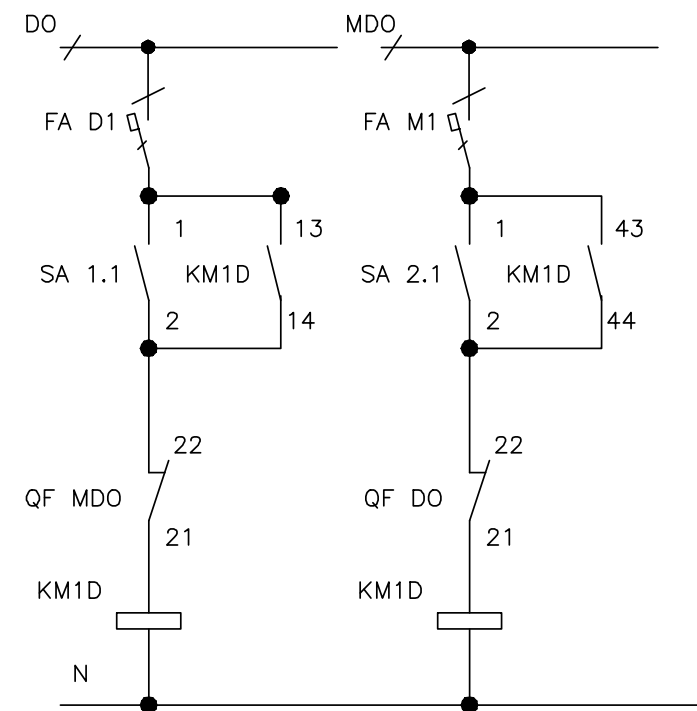 DO MDO
FA D1 FA M1
1 13 1 43
SA 1.1 KM1D SA 2.1 KM1D
2 14 2 44
22 22
QF MDO QF DO
21 21
KM1D KM1D
N